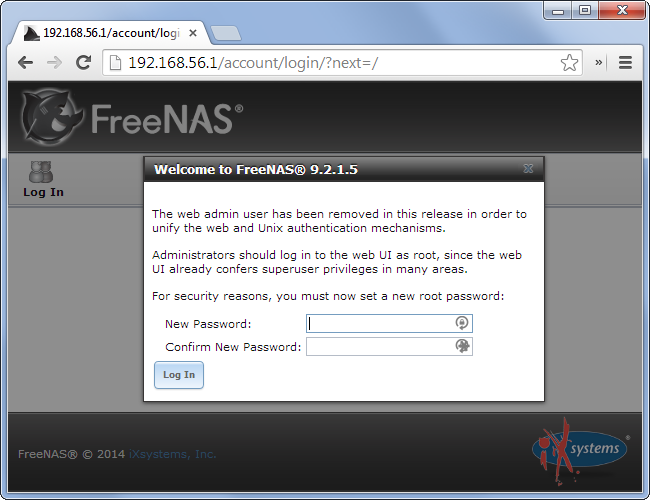 192.168.56.1/account/logi
192.168.56.1/account/login/?next=/
FreeNAS®
Log In
Welcome to FreeNAS® 9.2.1.5
The web admin user has been removed in this release in order to
unify the web and Unix authentication mechanisms.
Administrators should log in to the web UI as root, since the web
UI already confers superuser privileges in many areas.
For security reasons, you must now set a new root password:
New Password:
Confirm New Password:
Log In
FreeNAS® © 2014 iXsystems, Inc.
iXsystems®